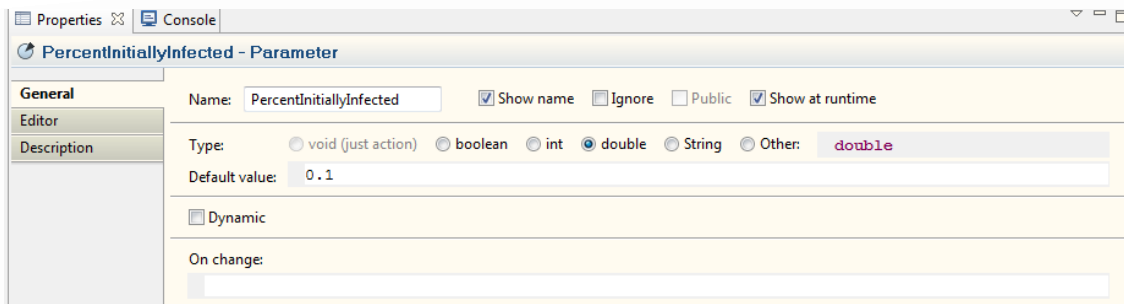 Properties Console
PercentInitiallyInfected - Parameter
General
Editor
Description
Name: PercentInitiallyInfected Show name Ignore Public Show at runtime
Type: void (just action) boolean int double String Other: double
Default value: 0.1
Dynamic
On change: